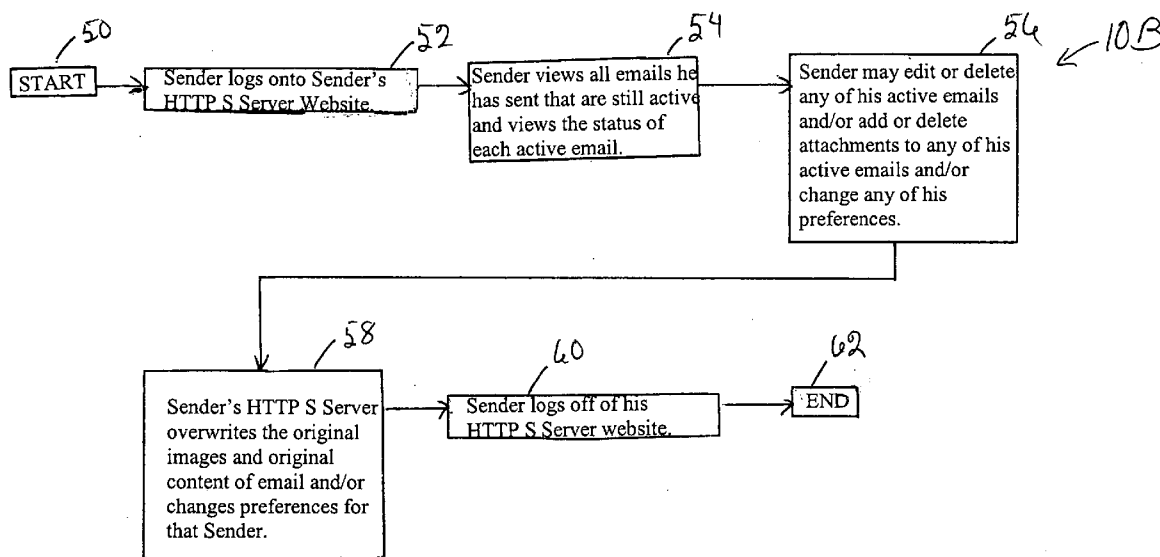 50
52
54
56
10B
START
Sender logs onto Sender's
HTTP S Server Website.
Sender views all emails he
has sent that are still active
and views the status of
each active email.
Sender may edit or delete
any of his active emails
and/or add or delete
attachments to any of his
active emails and/or
change any of his
preferences.
58
60
62
Sender's HTTP S Server
overwrites the original
images and original
content of email and/or
changes preferences for
that Sender.
Sender logs off of his
HTTP S Server website.
END